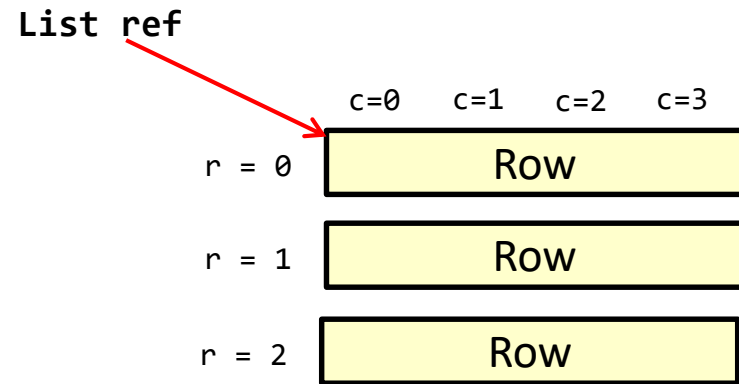 List ref
c=0 c=1 c=2 c=3
r = 0 Row
r = 1 Row
r = 2 Row